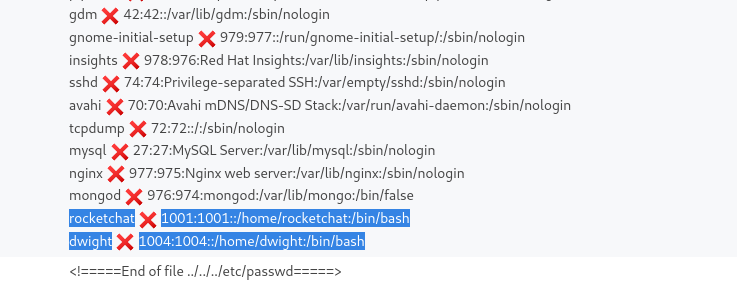 gdm ❌ 42:42::/var/lib/gdm:/sbin/nologin
gnome-initial-setup ❌ 979:977::/run/gnome-initial-setup/:/sbin/nologin
insights ❌ 978:976:Red Hat Insights:/var/lib/insights:/sbin/nologin
sshd ❌ 74:74:Privilege-separated SSH:/var/empty/sshd:/sbin/nologin
avahi ❌ 70:70:Avahi mDNS/DNS-SD Stack:/var/run/avahi-daemon:/sbin/nologin
tcpdump ❌ 72:72::/:/sbin/nologin
mysql ❌ 27:27:MySQL Server:/var/lib/mysql:/sbin/nologin
nginx ❌ 977:975:Nginx web server:/var/lib/nginx:/sbin/nologin
mongod ❌ 976:974:mongod:/var/lib/mongo:/bin/false
rocketchat ❌ 1001:1001::/home/rocketchat:/bin/bash
dwight ❌ 1004:1004::/home/dwight:/bin/bash
<!=====End of file ../../../etc/passwd=====>